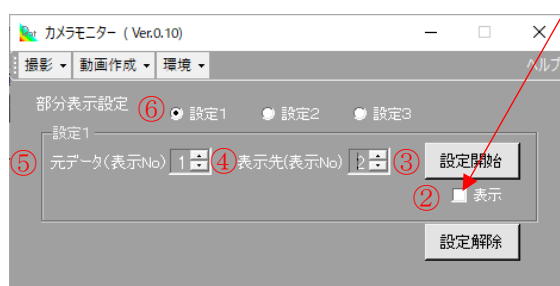 カメラモニター ( Ver.0.10)
撮影 動画作成 環境 ヘルプ
部分表示設定 ⑥ 設定1 設定2 設定3
設定1
⑤ 元データ(表示No) 1 ④ 表示先(表示No) 2 ③ 設定開始
② 表示
設定解除